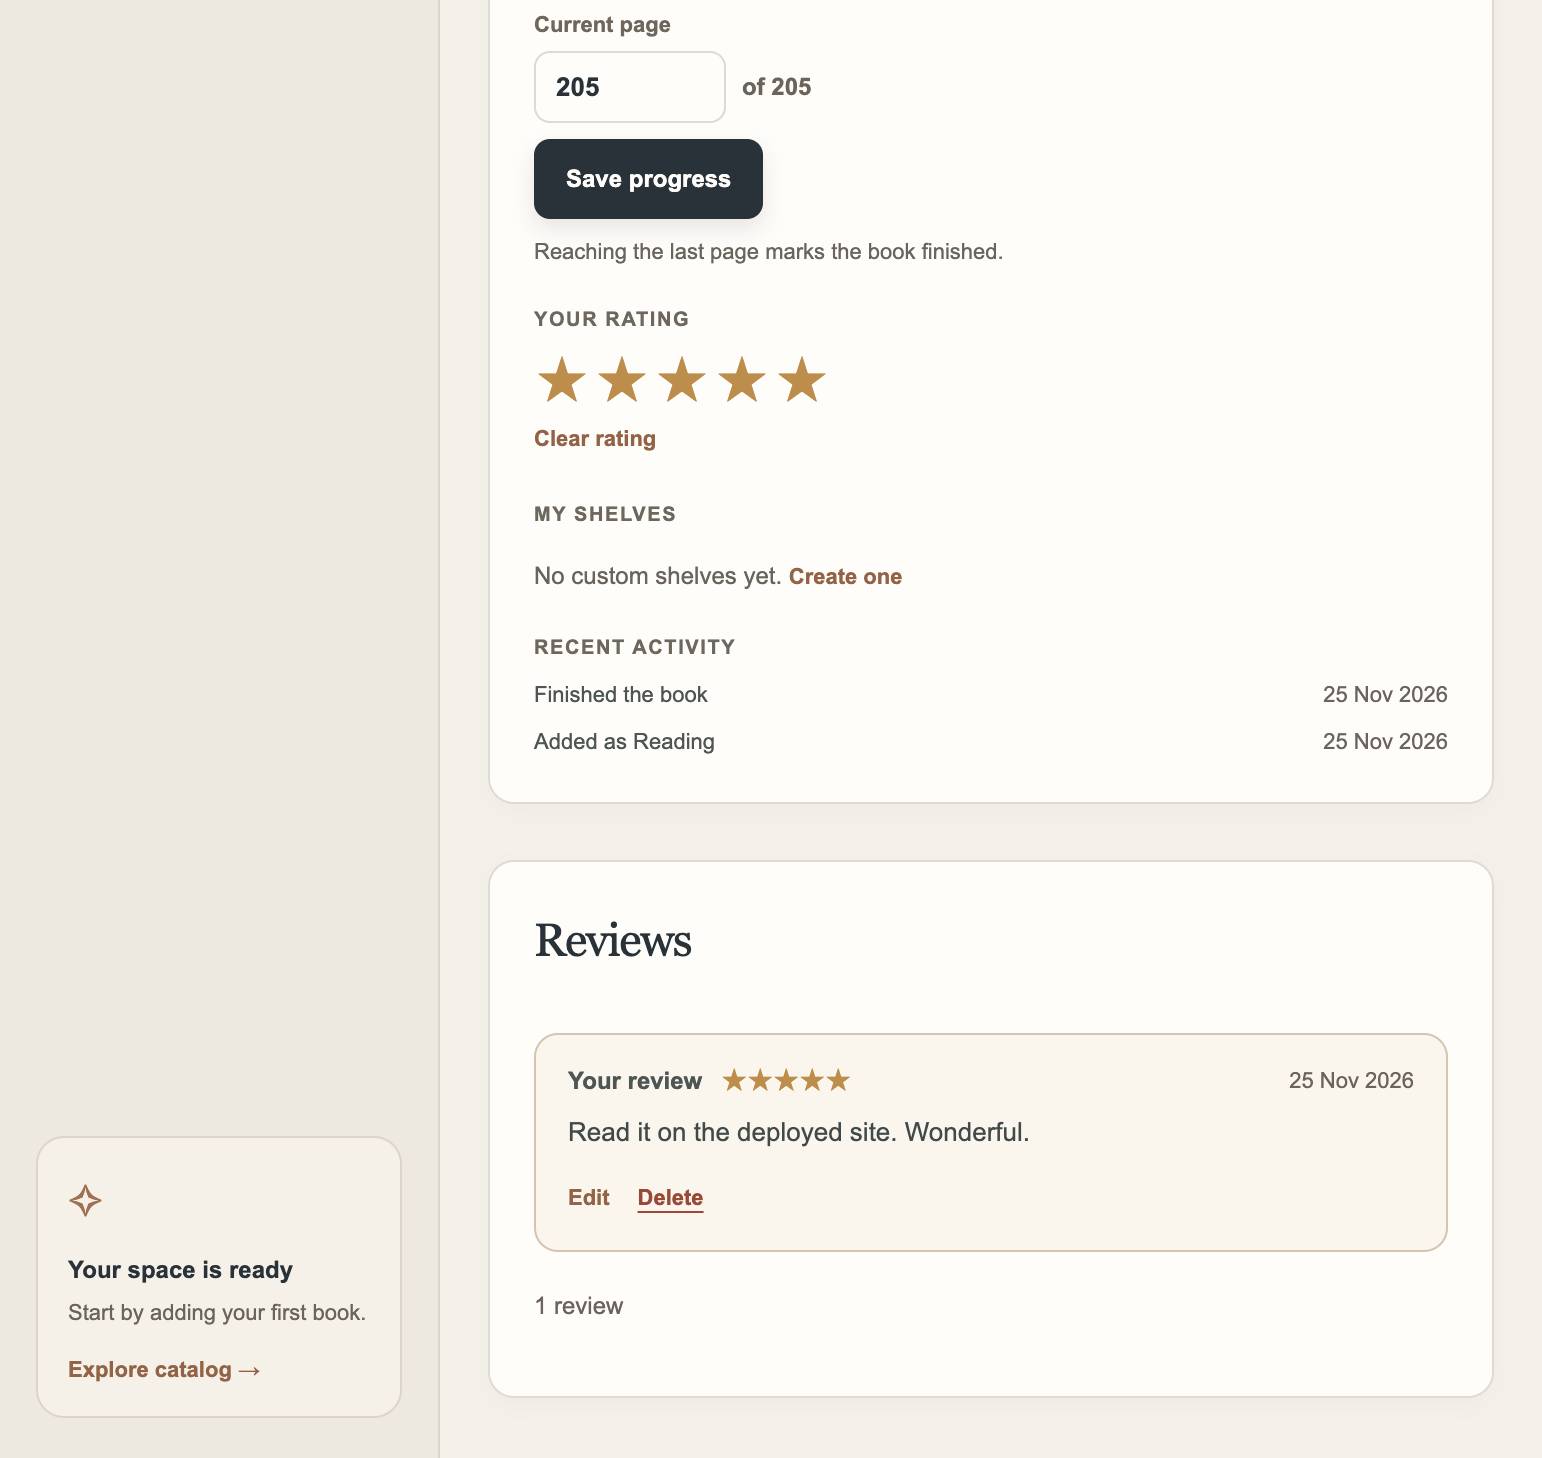 Current page
205
of 205
Save progress
Reaching the last page marks the book finished.
YOUR RATING
★★★★★
Clear rating
MY SHELVES
No custom shelves yet. Create one
RECENT ACTIVITY
Finished the book 25 Nov 2026
Added as Reading 25 Nov 2026
Reviews
Your review ★★★★★ 25 Nov 2026
Read it on the deployed site. Wonderful.
Edit Delete
1 review
Your space is ready
Start by adding your first book.
Explore catalog →